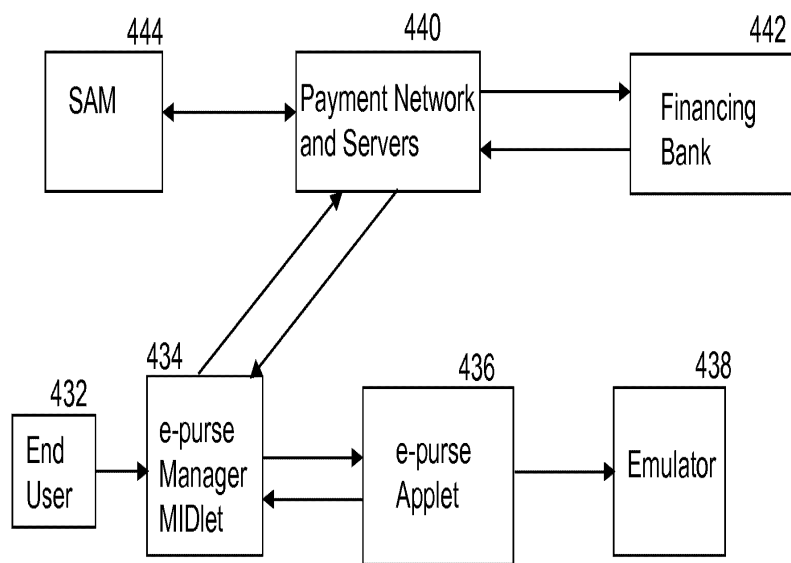 444
SAM
440
Payment Network
and Servers
442
Financing
Bank
432
End
User
434
e-purse
Manager
MIDlet
436
e-purse
Applet
438
Emulator